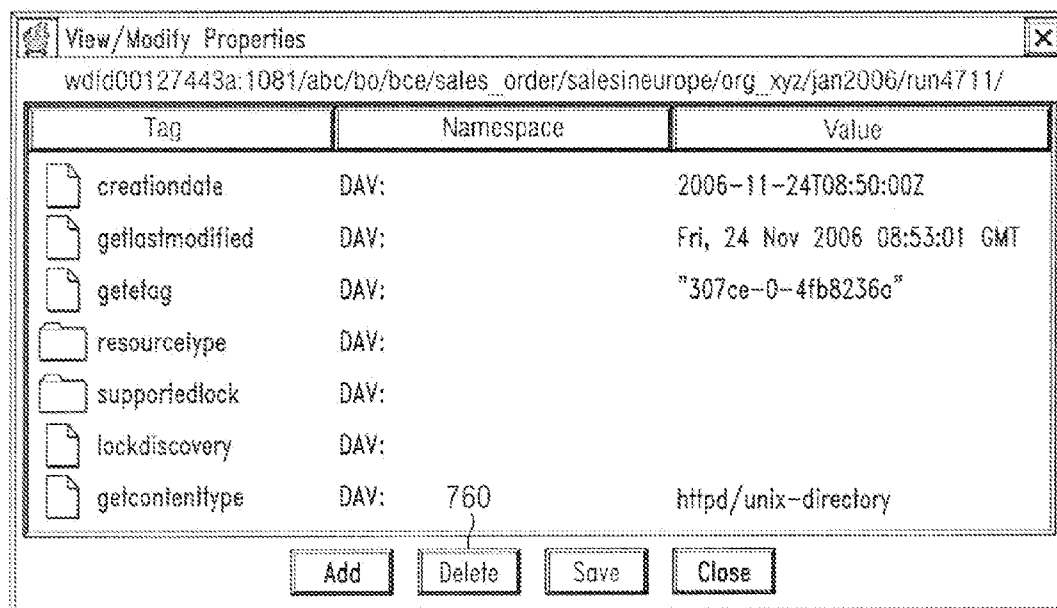 View/Modify Properties
wdfd00127443a:1081/abc/bo/bce/sales_order/salesineurope/org_xyz/jan2006/run4711/
Tag Namespace Value
creationdate DAV: 2006-11-24T08:50:00Z
getlastmodified DAV: Fri, 24 Nov 2006 08:53:01 GMT
getetag DAV: "307ce-0-4fb8236a"
resourcetype DAV:
supportedlock DAV:
lockdiscovery DAV:
getcontenttype DAV: httpd/unix-directory
760
Add Delete Save Close